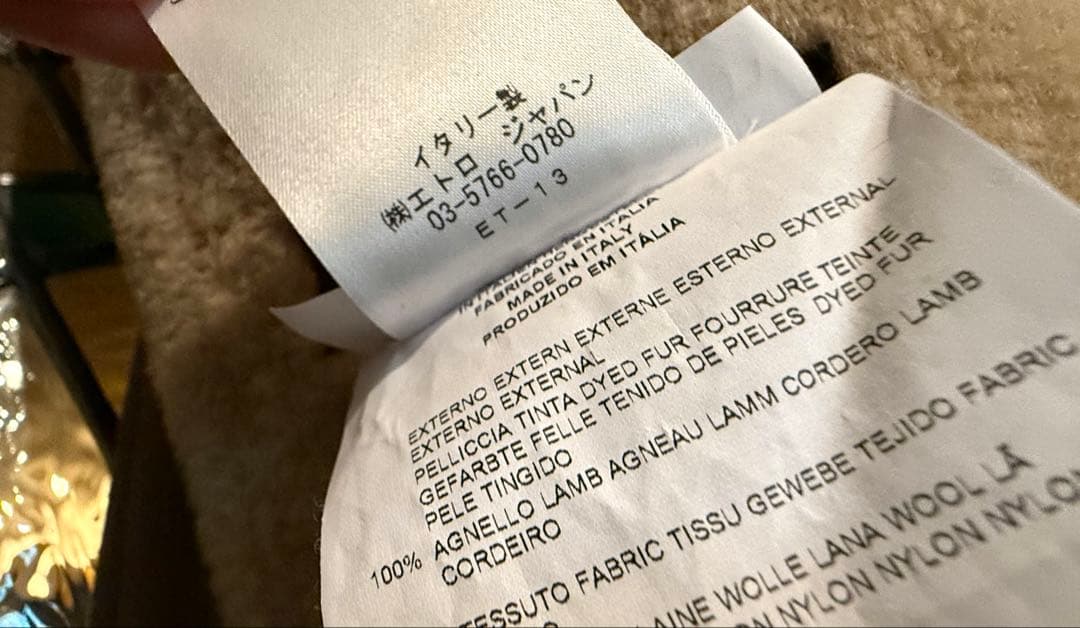 イタリー製
㈱エトロ ジャパン
03-5766-0780
ET-13
FABRICADO EN ITALIA
MADE IN ITALY
PRODUZIDO EM ITALIA
EXTERNO EXTERN EXTERNE ESTERNO EXTERNAL
EXTERNO EXTERNAL
PELLICCIA TINTA DYED FUR FOURRURE TEINTE
GEFARBTE FELLE TENIDO DE PIELES DYED FUR
PELE TINGIDO
100% AGNELLO LAMB AGNEAU LAMM CORDERO LAMB
CORDEIRO
TESSUTO FABRIC TISSU GEWEBE TEJIDO FABRIC
WOLLE LANA WOOL LÃ
NYLON NYLON